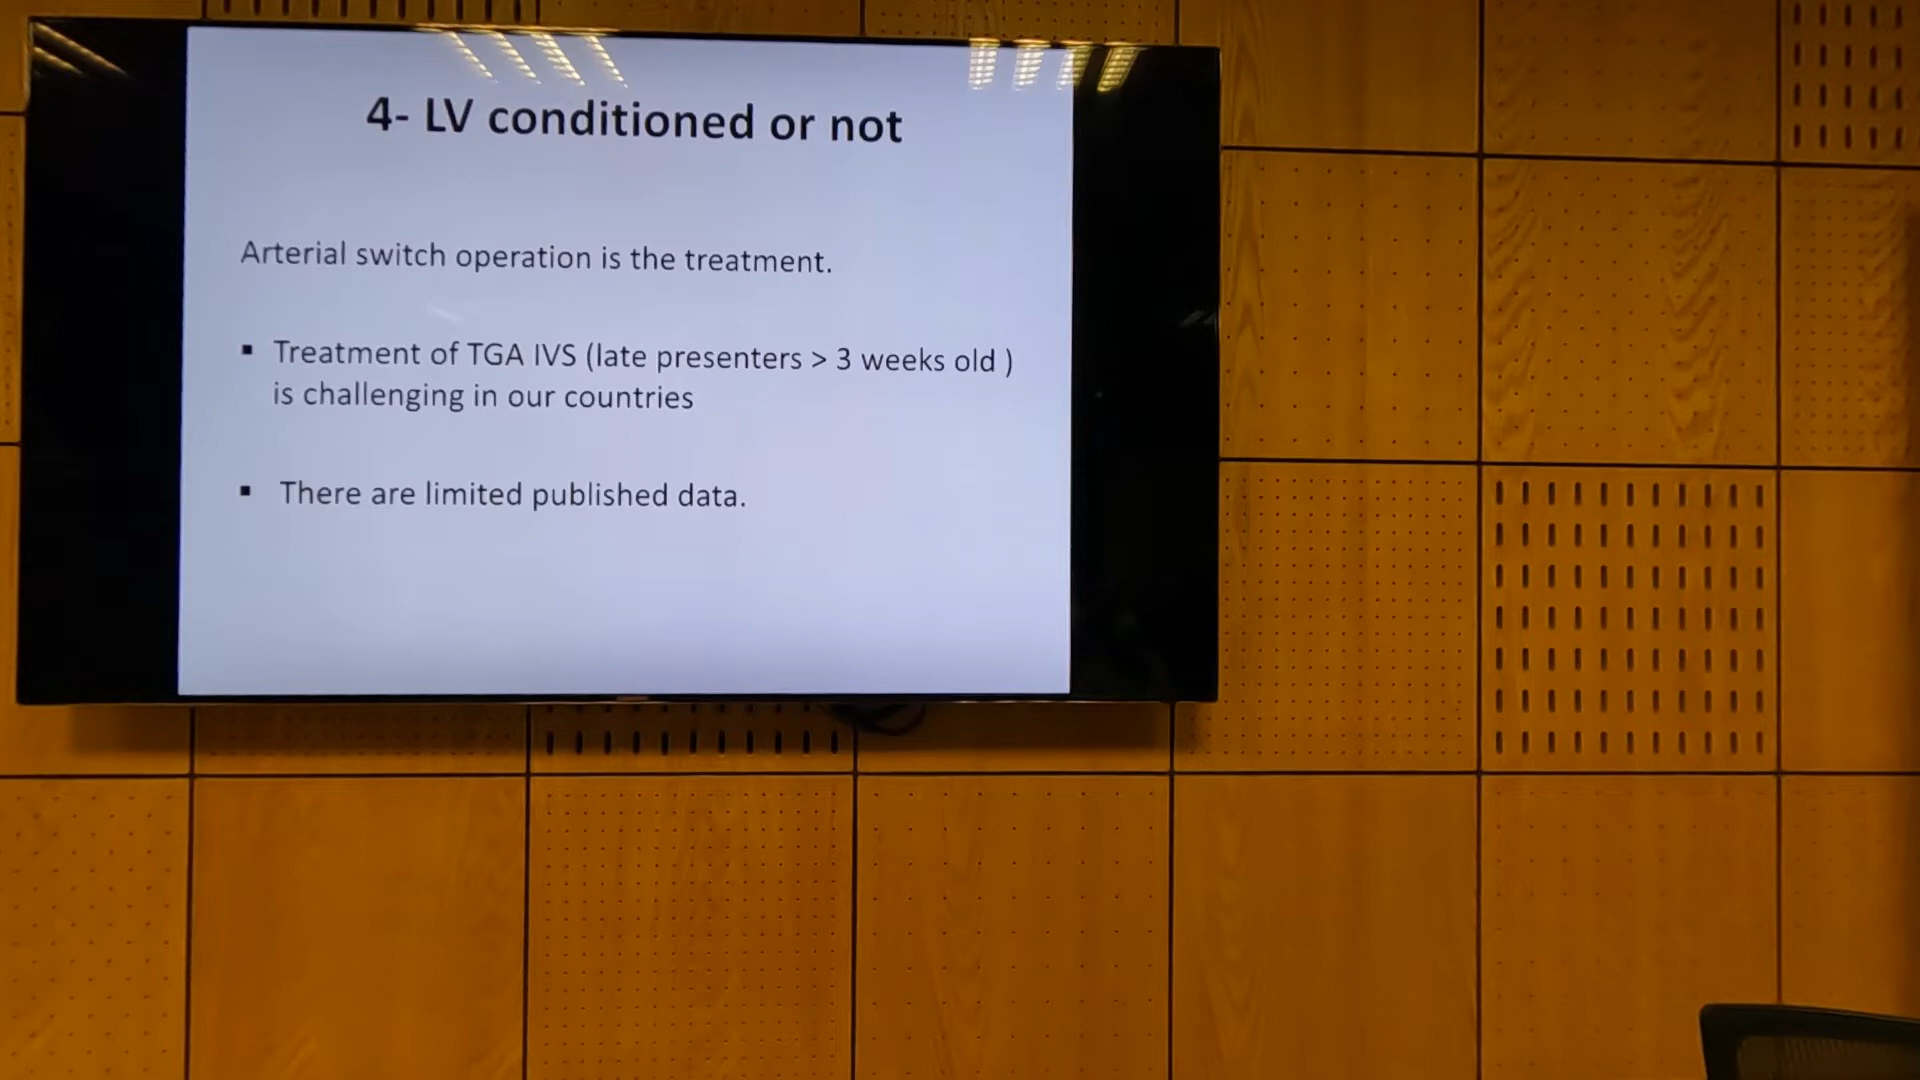 4- LV conditioned or not
Arterial switch operation is the treatment.
▪ Treatment of TGA IVS (late presenters > 3 weeks old )
is challenging in our countries
▪ There are limited published data.